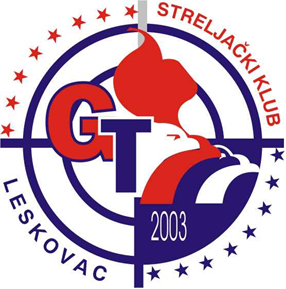 STRELJAČKI KLUB
GT
2003
LESKOVAC